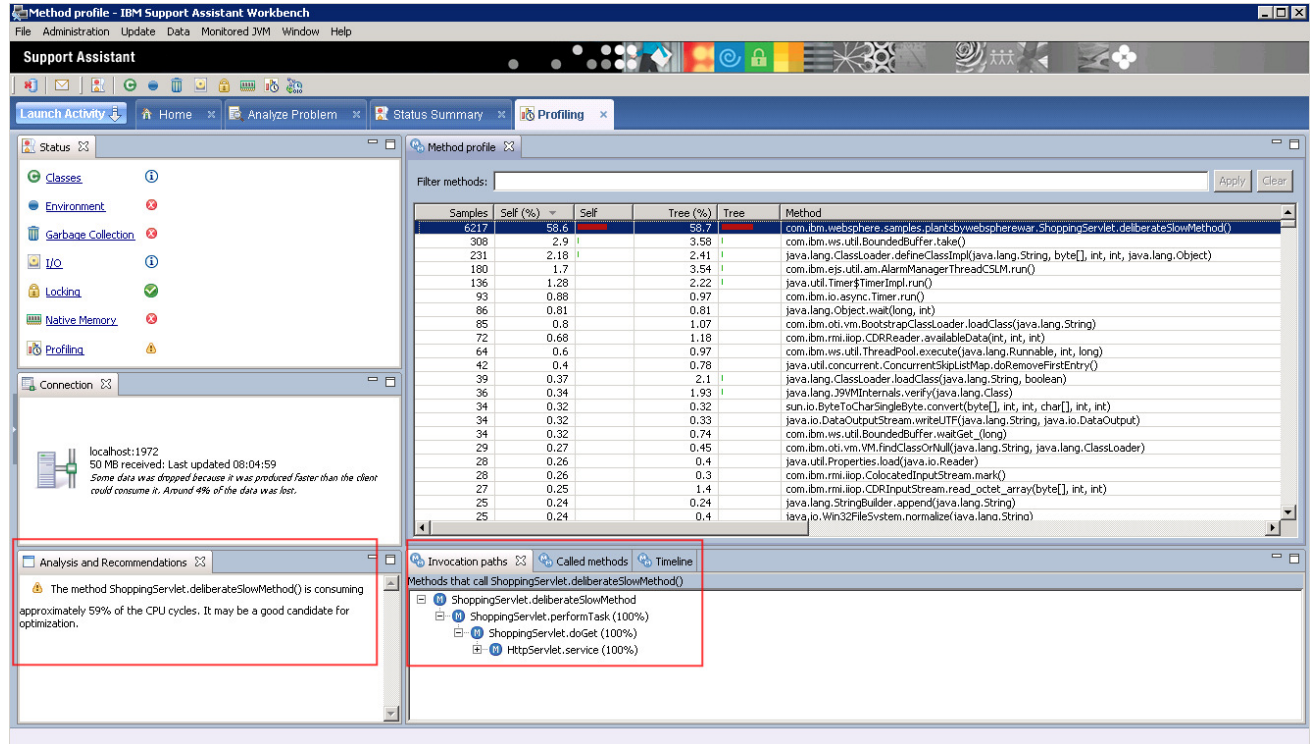 Method profile - IBM Support Assistant Workbench
File Administration Update Data Monitored JVM Window Help
Support Assistant
Launch Activity Home Analyze Problem Status Summary Profiling
Status
Classes
Environment
Garbage Collection
I/O
Locking
Native Memory
Profiling
Connection
localhost:1972
50 MB received: Last updated 08:04:59
Some data was dropped because it was produced faster than the client
could consume it. Around 4% of the data was lost.
Analysis and Recommendations
The method ShoppingServlet.deliberateSlowMethod() is consuming
approximately 59% of the CPU cycles. It may be a good candidate for
optimization.
Method profile
Filter methods: Apply Clear
Samples Self (%) Self Tree (%) Tree Method
6217 58.6 58.7 com.ibm.websphere.samples.plantsbywebspherewar.ShoppingServlet.deliberateSlowMethod()
308 2.9 3.58 com.ibm.ws.util.BoundedBuffer.take()
231 2.18 2.41 java.lang.ClassLoader.defineClassImpl(java.lang.String, byte[], int, int, java.lang.Object)
180 1.7 3.54 com.ibm.ejs.util.am.AlarmManagerThreadCSLM.run()
136 1.28 2.22 java.util.Timer$TimerImpl.run()
93 0.88 0.97 com.ibm.io.async.Timer.run()
86 0.81 0.81 java.lang.Object.wait(long, int)
85 0.8 1.07 com.ibm.oti.vm.BootstrapClassLoader.loadClass(java.lang.String)
72 0.68 1.18 com.ibm.rmi.iiop.CDRReader.availableData(int, int, int)
64 0.6 0.97 com.ibm.ws.util.ThreadPool.execute(java.lang.Runnable, int, long)
42 0.4 0.78 java.util.concurrent.ConcurrentSkipListMap.doRemoveFirstEntry()
39 0.37 2.1 java.lang.ClassLoader.loadClass(java.lang.String, boolean)
36 0.34 1.93 java.lang.J9VMInternals.verify(java.lang.Class)
34 0.32 0.32 sun.io.ByteToCharSingleByte.convert(byte[], int, int, char[], int, int)
34 0.32 0.33 java.io.DataOutputStream.writeUTF(java.lang.String, java.io.DataOutput)
34 0.32 0.74 com.ibm.ws.util.BoundedBuffer.waitGet_(long)
29 0.27 0.45 com.ibm.oti.vm.VM.findClassOrNull(java.lang.String, java.lang.ClassLoader)
28 0.26 0.4 java.util.Properties.load(java.io.Reader)
28 0.26 0.3 com.ibm.rmi.iiop.ColocatedInputStream.mark()
27 0.25 1.4 com.ibm.rmi.iiop.CDRInputStream.read_octet_array(byte[], int, int)
25 0.24 0.24 java.lang.StringBuilder.append(java.lang.String)
25 0.24 0.4 java.io.Win32FileSystem.normalize(java.lang.String)
Invocation paths Called methods Timeline
Methods that call ShoppingServlet.deliberateSlowMethod()
ShoppingServlet.deliberateSlowMethod
ShoppingServlet.performTask (100%)
ShoppingServlet.doGet (100%)
HttpServlet.service (100%)